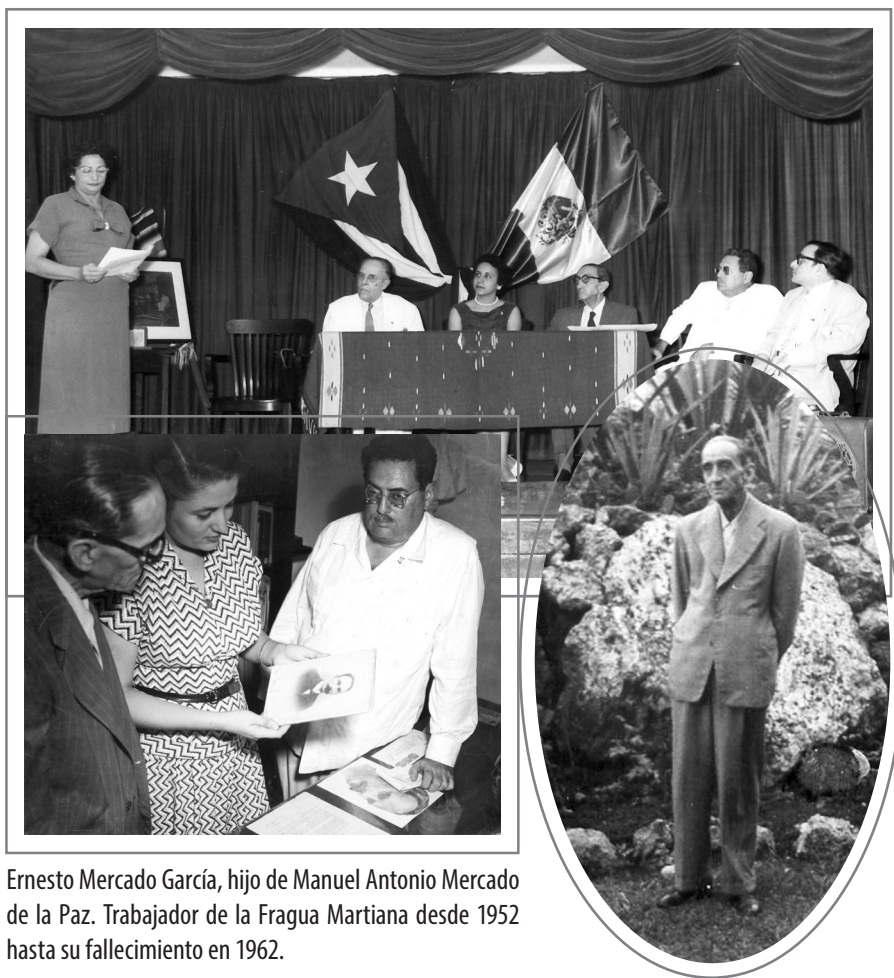 Ernesto Mercado García, hijo de Manuel Antonio Mercado
de la Paz. Trabajador de la Fragua Martiana desde 1952
hasta su fallecimiento en 1962.